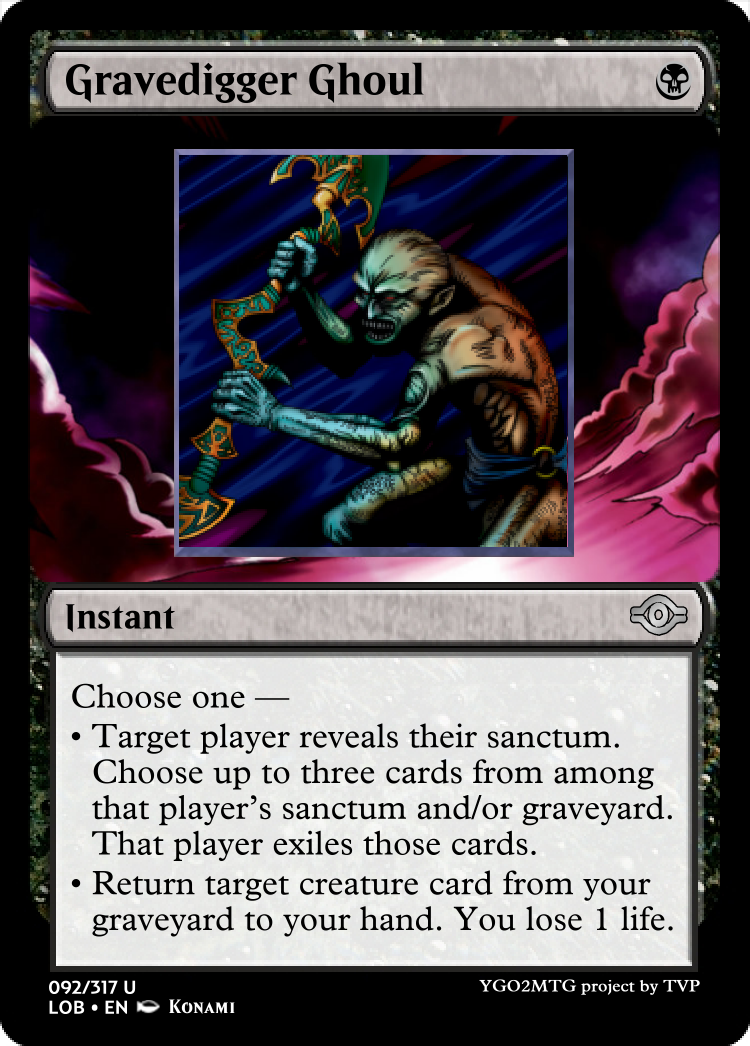 Gravedigger Ghoul
Instant
Choose one —
• Target player reveals their sanctum.
Choose up to three cards from among
that player's sanctum and/or graveyard.
That player exiles those cards.
• Return target creature card from your
graveyard to your hand. You lose 1 life.
092/317 U
YGO2MTG project by TVP
LOB • EN Konami